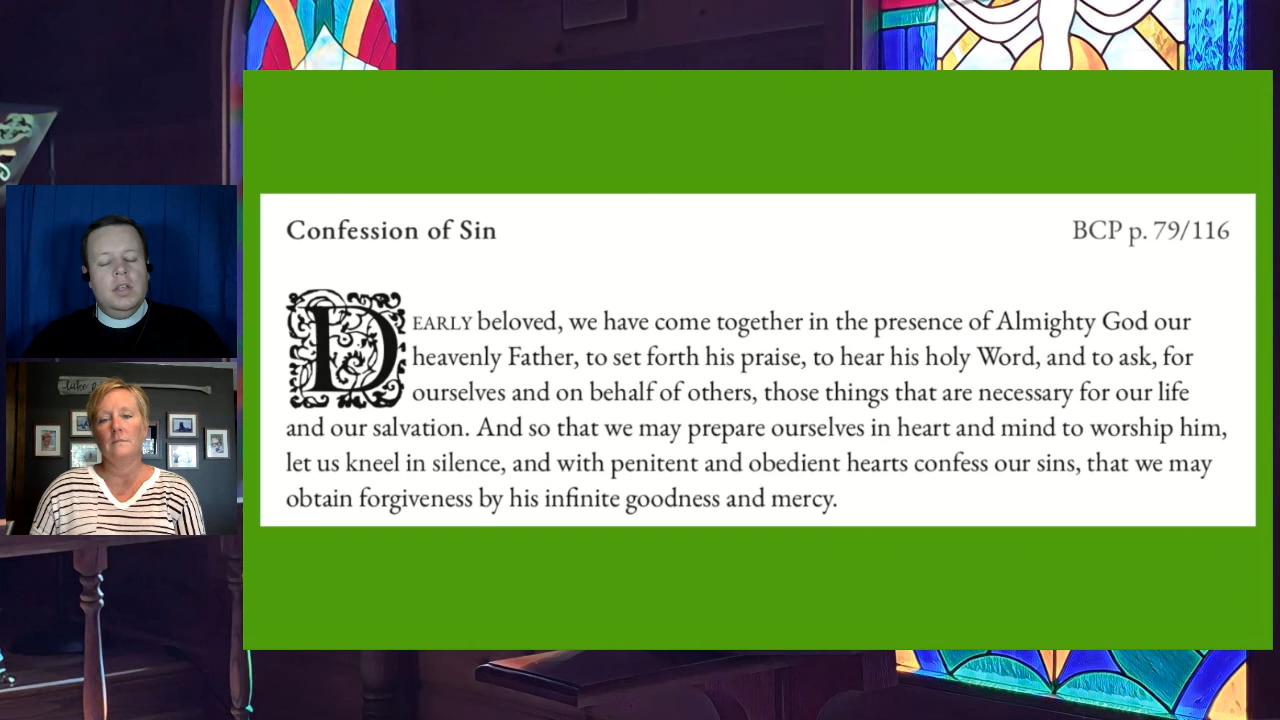 Confession of Sin BCP p. 79/116
DEARLY beloved, we have come together in the presence of Almighty God our
heavenly Father, to set forth his praise, to hear his holy Word, and to ask, for
ourselves and on behalf of others, those things that are necessary for our life
and our salvation. And so that we may prepare ourselves in heart and mind to worship him,
let us kneel in silence, and with penitent and obedient hearts confess our sins, that we may
obtain forgiveness by his infinite goodness and mercy.
lake